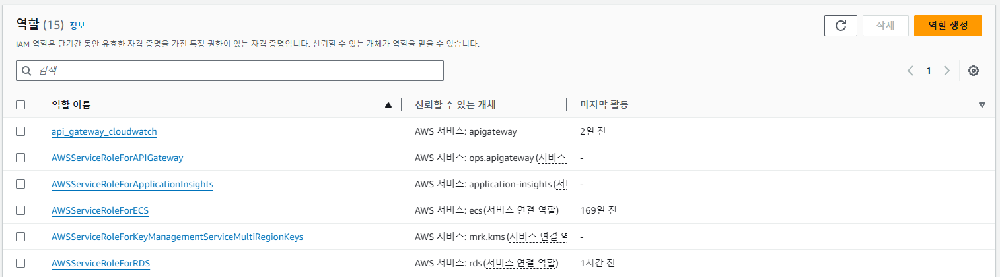 역할 (15) 정보
삭제
역할 생성
IAM 역할은 단기간 동안 유효한 자격 증명을 가진 특정 권한이 있는 자격 증명입니다. 신뢰할 수 있는 개체가 역할을 맡을 수 있습니다.
검색
1
역할 이름 신뢰할 수 있는 개체 마지막 활동
api_gateway_cloudwatch AWS 서비스: apigateway 2일 전
AWSServiceRoleForAPIGateway AWS 서비스: ops.apigateway (서비스 -
AWSServiceRoleForApplicationInsights AWS 서비스: application-insights ( -
AWSServiceRoleForECS AWS 서비스: ecs (서비스 연결 역할) 169일 전
AWSServiceRoleForKeyManagementServiceMultiRegionKeys AWS 서비스: mrk.kms (서비스 연결 -
AWSServiceRoleForRDS AWS 서비스: rds (서비스 연결 역할) 1시간 전